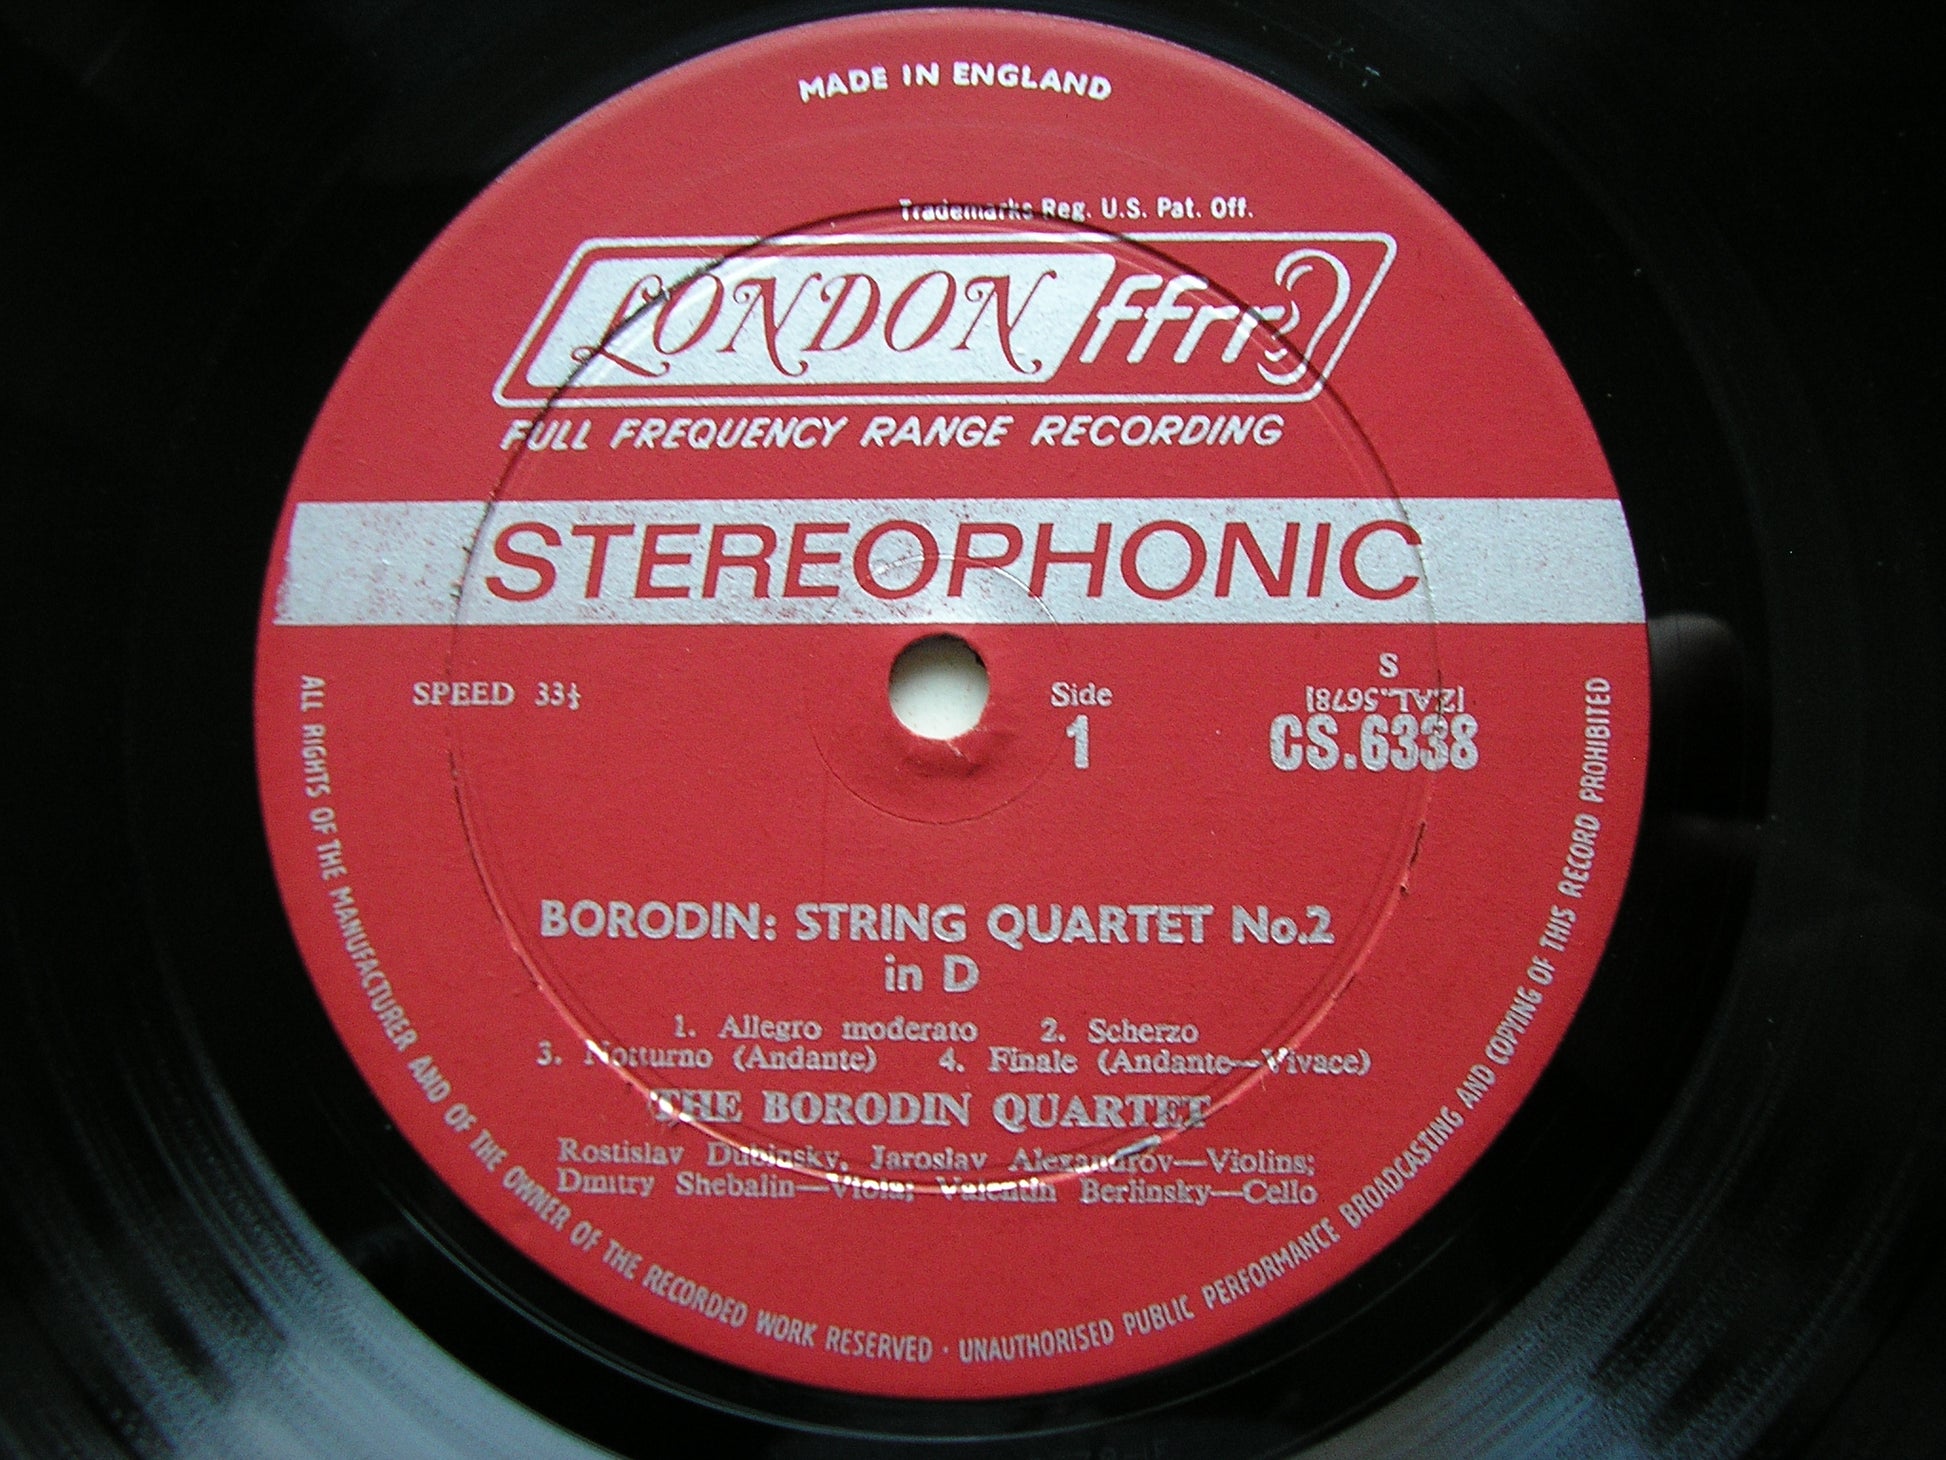 MADE IN ENGLAND
Trademarks Reg. U.S. Pat. Off.
LONDON ffrr
FULL FREQUENCY RANGE RECORDING
STEREOPHONIC
SPEED 33⅓
Side
1
S
[ZAL.5678]
CS.6338
BORODIN: STRING QUARTET No.2
in D
1. Allegro moderato 2. Scherzo
3. Notturno (Andante) 4. Finale (Andante—Vivace)
THE BORODIN QUARTET
Rostislav Dubinsky, Jaroslav Alexandrov—Violins;
Dmitry Shebalin—Viola; Valentin Berlinsky—Cello
ALL RIGHTS OF THE MANUFACTURER AND OF THE OWNER OF THE RECORDED WORK RESERVED · UNAUTHORISED PUBLIC PERFORMANCE BROADCASTING AND COPYING OF THIS RECORD PROHIBITED